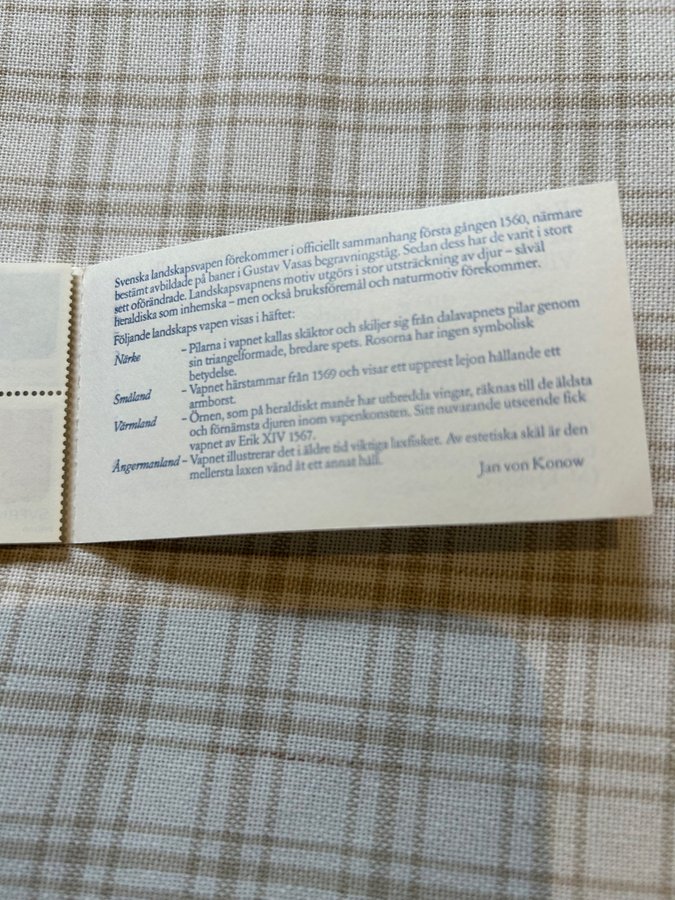 Svenska landskapsvapen förekommer i officiellt sammanhang första gången 1560, närmare
bestämt avbildade på baner i Gustav Vasas begravningståg. Sedan dess har de varit i stort
sett oförändrade. Landskapsvapnens motiv utgörs i stor utsträckning av djur – såväl
heraldiska som inhemska – men också bruksföremål och naturmotiv förekommer.
Följande landskaps vapen visas i häftet:
Närke – Pilarna i vapnet kallas skäktor och skiljer sig från dalavapnets pilar genom
sin triangelformade, bredare spets. Rosorna har ingen symbolisk
betydelse.
Småland – Vapnet härstammar från 1569 och visar ett upprest lejon hållande ett
armborst.
Värmland – Örnen, som på heraldiskt manér har utbredda vingar, räknas till de äldsta
och förnämsta djuren inom vapenkonsten. Sitt nuvarande utseende fick
vapnet av Erik XIV 1567.
Ångermanland – Vapnet illustrerar det i äldre tid viktiga laxfisket. Av estetiska skäl är den
mellersta laxen vänd åt ett annat håll.
Jan von Konow